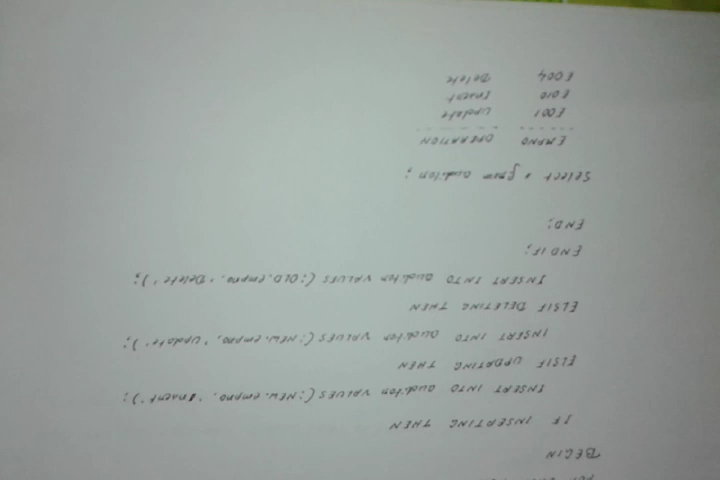 BEGIN
IF INSERTING THEN
INSERT INTO auditor VALUES (:NEW.empno, 'Insert');
ELSIF UPDATING THEN
INSERT INTO auditor VALUES (:NEW.empno, 'update');
ELSIF DELETING THEN
INSERT INTO auditor VALUES (:OLD.empno, 'Delete');
END IF;
END;
Select * from auditor;
EMPNO OPERATION
E001 update
E010 Insert
E004 Delete